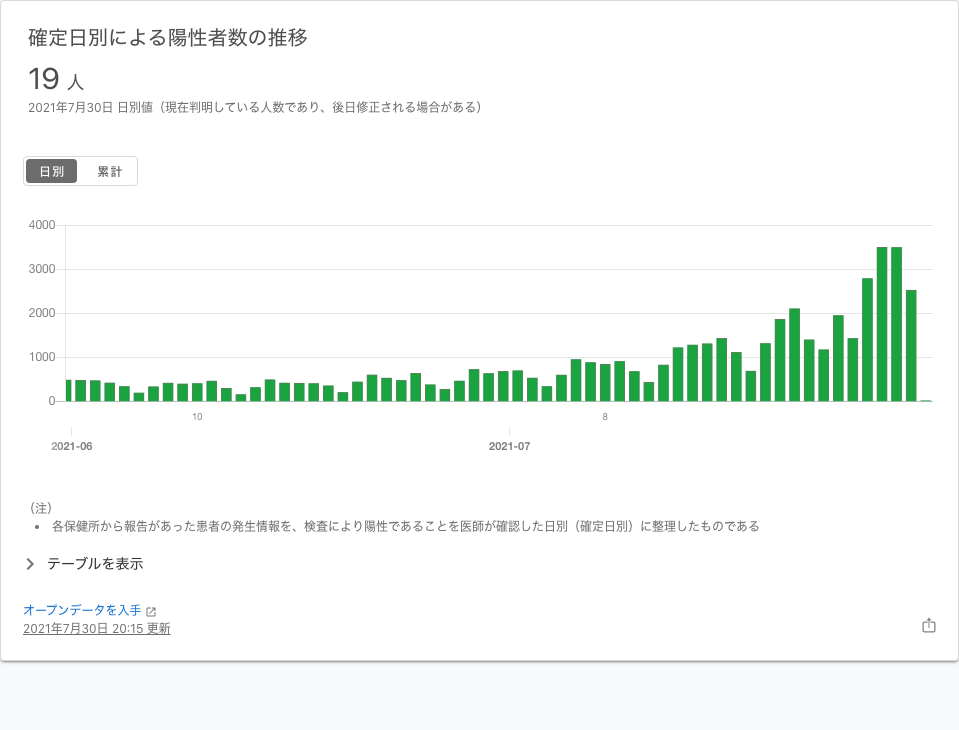 確定日別による陽性者数の推移
19 人
2021年7月30日 日別値（現在判明している人数であり、後日修正される場合がある）
日別 累計
4000
3000
2000
1000
0
10 8
2021-06 2021-07
（注）
• 各保健所から報告があった患者の発生情報を、検査により陽性であることを医師が確認した日別（確定日別）に整理したものである
テーブルを表示
オープンデータを入手
2021年7月30日 20:15 更新